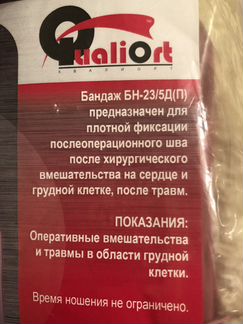 QualiOrt
КВАЛИОРТ
Бандаж БН-23/5Д(П)
предназначен для
плотной фиксации
послеоперационного шва
после хирургического
вмешательства на сердце и
грудной клетке, после травм.
ПОКАЗАНИЯ:
Оперативные вмешательства
и травмы в области грудной
клетки.
Время ношения не ограничено.